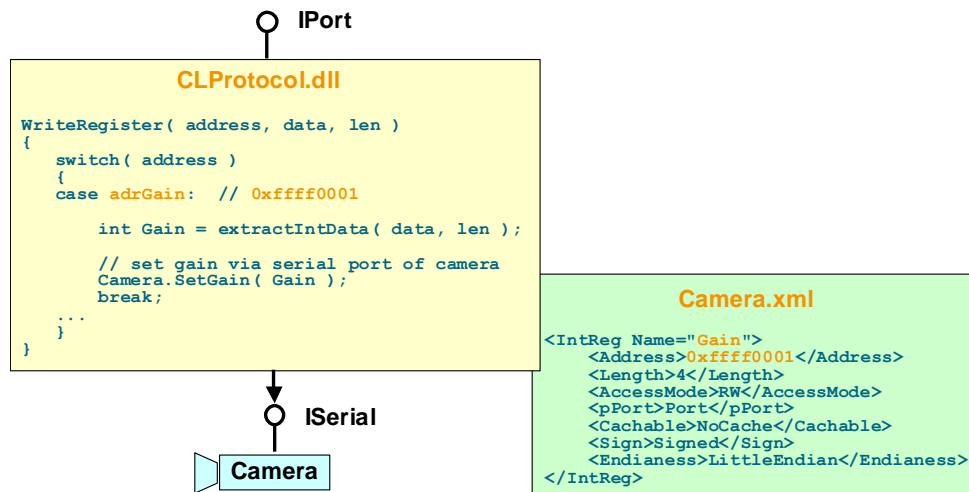 IPort
CLProtocol.dll
WriteRegister( address, data, len )
{
switch( address )
{
case adrGain: // 0xffff0001
int Gain = extractIntData( data, len );
// set gain via serial port of camera
Camera.SetGain( Gain );
break;
...
}
}
ISerial
Camera
Camera.xml
<IntReg Name="Gain">
<Address>0xffff0001</Address>
<Length>4</Length>
<AccessMode>RW</AccessMode>
<pPort>Port</pPort>
<Cachable>NoCache</Cachable>
<Sign>Signed</Sign>
<Endianess>LittleEndian</Endianess>
</IntReg>